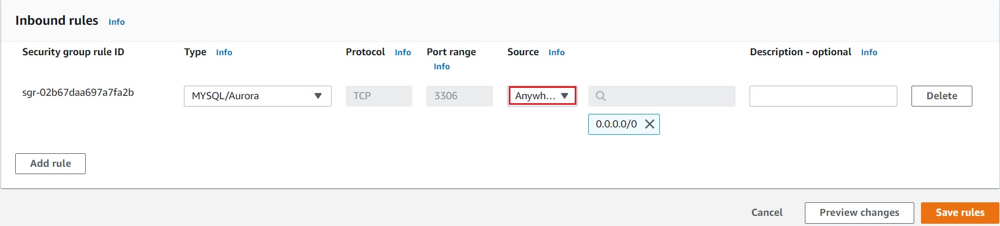 Inbound rules Info
Security group rule ID Type Info Protocol Info Port range Info Source Info Description - optional Info
sgr-02b67daa697a7fa2b MYSQL/Aurora TCP 3306 Anywh... Delete
0.0.0.0/0
Add rule
Cancel Preview changes Save rules